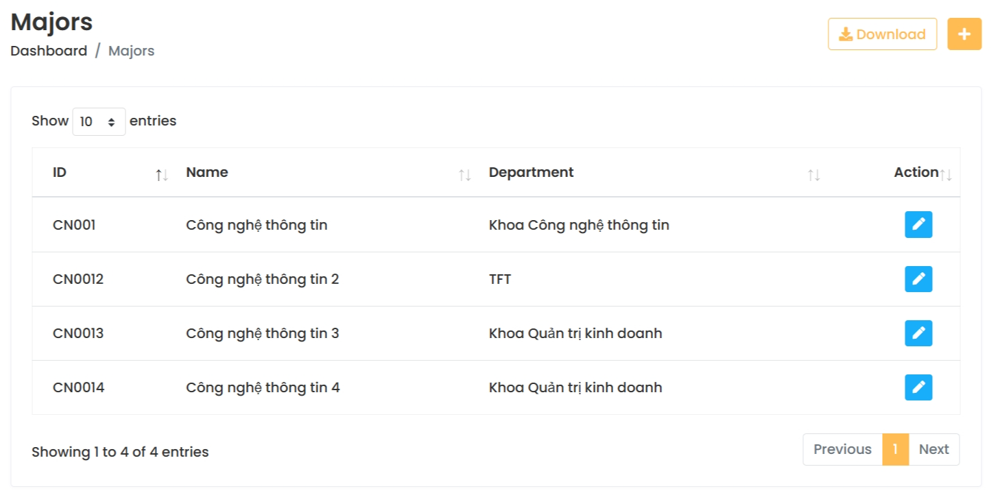 Majors
Download
Dashboard / Majors
Show 10 entries
ID Name Department Action
CN001 Công nghệ thông tin Khoa Công nghệ thông tin
CN0012 Công nghệ thông tin 2 TFT
CN0013 Công nghệ thông tin 3 Khoa Quản trị kinh doanh
CN0014 Công nghệ thông tin 4 Khoa Quản trị kinh doanh
Showing 1 to 4 of 4 entries
Previous 1 Next